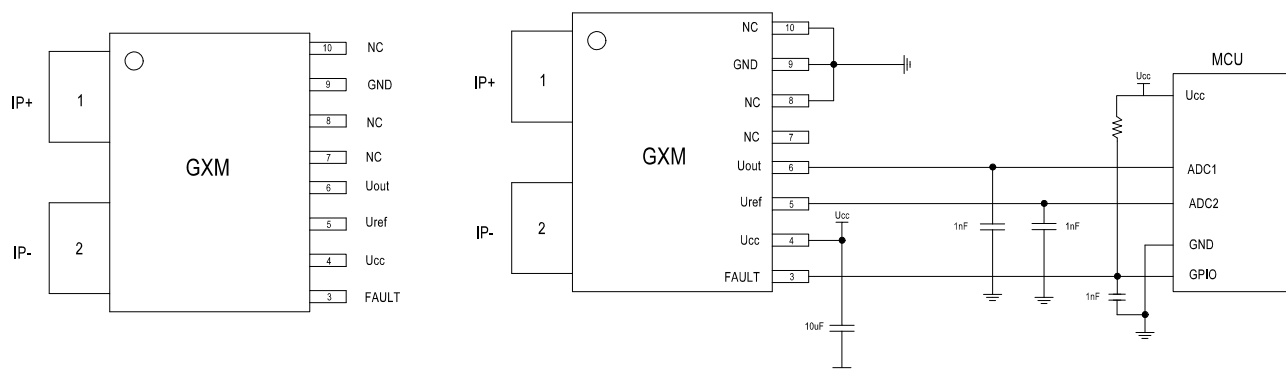 IP+
1
GXM
10
NC
9
GND
8
NC
7
NC
6
Uout
5
Uref
IP-
2
4
Ucc
3
FAULT
IP+
1
GXM
NC
10
GND
9
NC
8
NC
7
Uout
6
Uref
5
IP-
2
Ucc
4
FAULT
3
Ucc
10uF
1nF
1nF
1nF
Ucc
MCU
Ucc
ADC1
ADC2
GND
GPIO